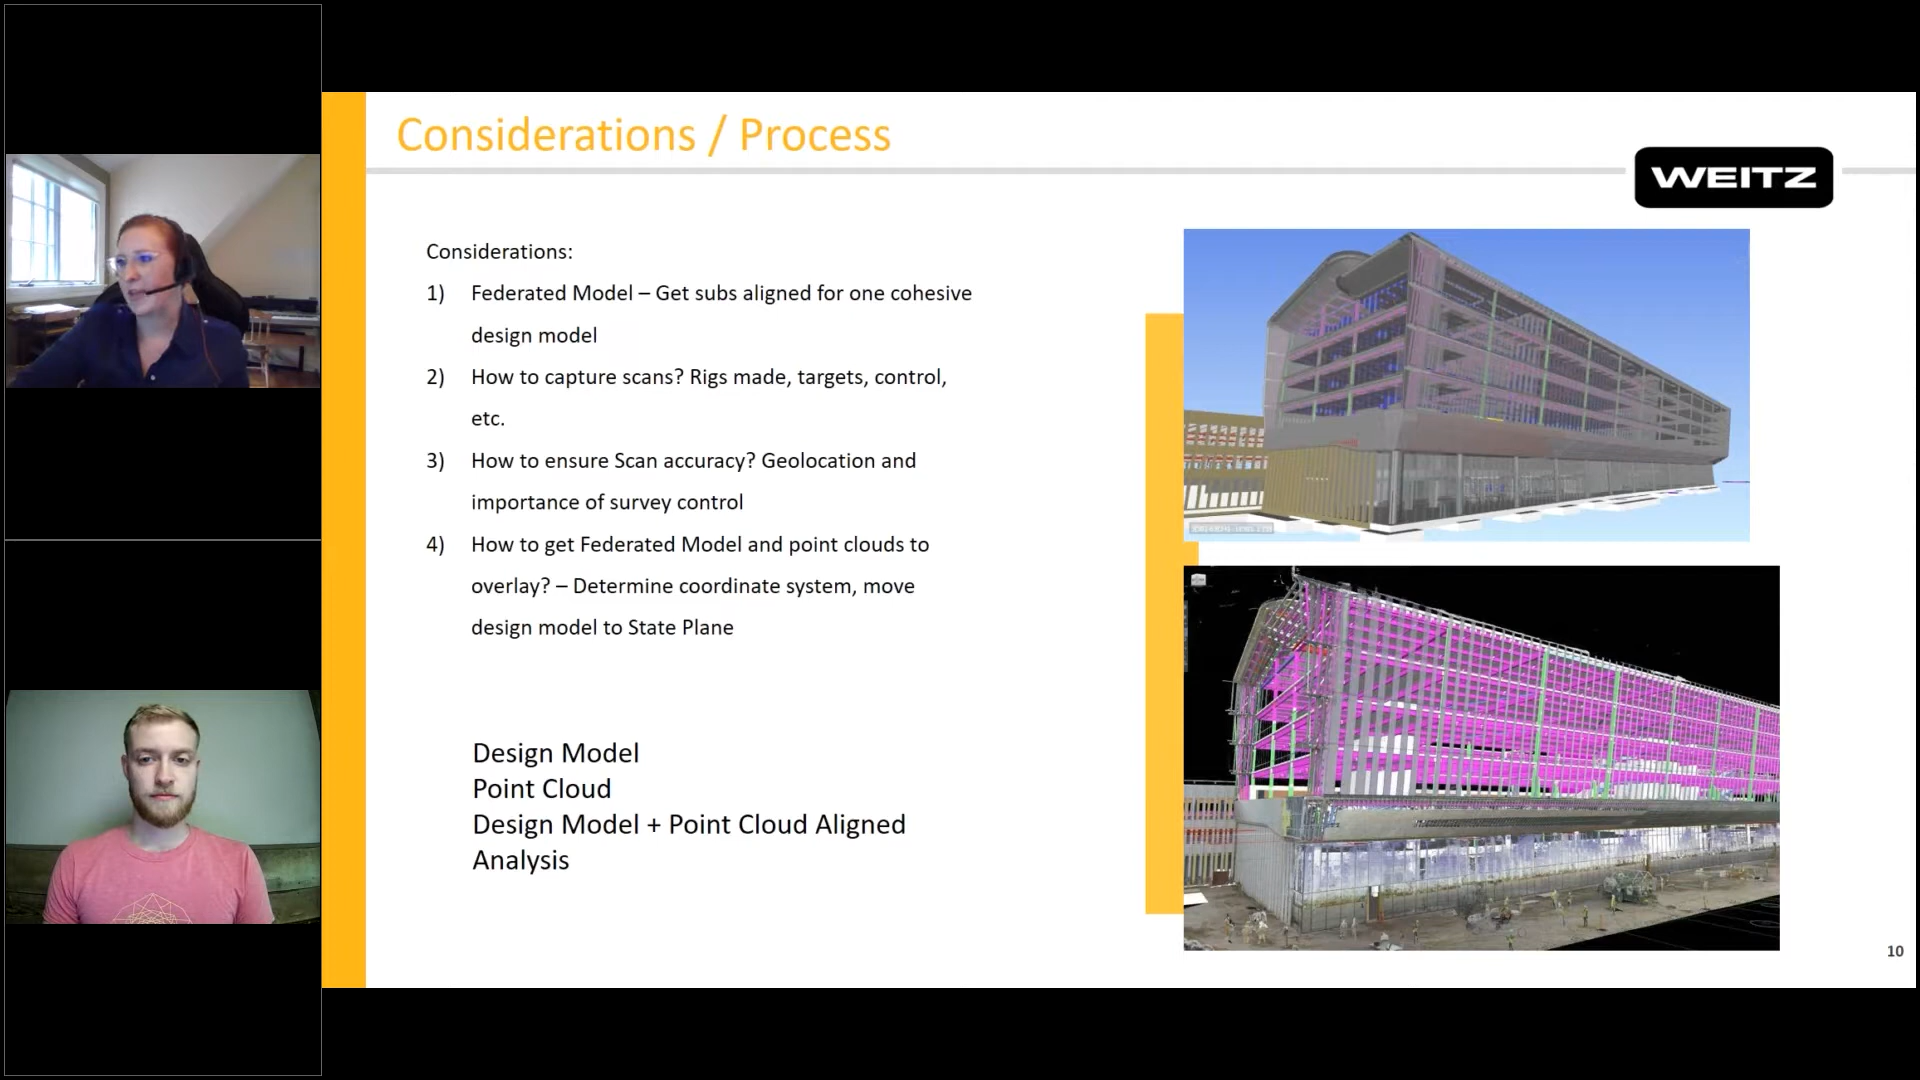 Considerations / Process
WEITZ
Considerations:
1) Federated Model – Get subs aligned for one cohesive
design model
2) How to capture scans? Rigs made, targets, control,
etc.
3) How to ensure Scan accuracy? Geolocation and
importance of survey control
4) How to get Federated Model and point clouds to
overlay? – Determine coordinate system, move
design model to State Plane
Design Model
Point Cloud
Design Model + Point Cloud Aligned
Analysis
10